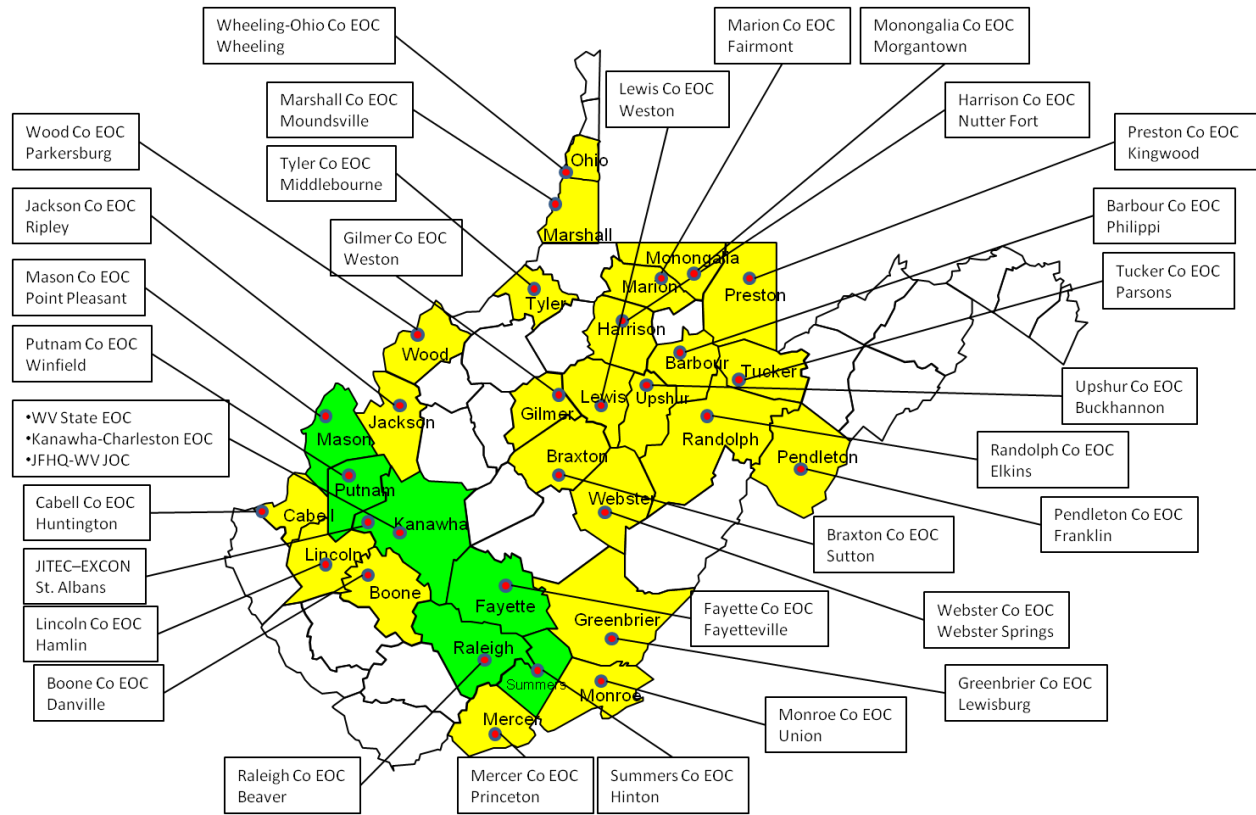 Wheeling-Ohio Co EOC
Wheeling
Marion Co EOC
Fairmont
Monongalia Co EOC
Morgantown
Marshall Co EOC
Moundsville
Lewis Co EOC
Weston
Harrison Co EOC
Nutter Fort
Wood Co EOC
Parkersburg
Tyler Co EOC
Middlebourne
Preston Co EOC
Kingwood
Jackson Co EOC
Ripley
Gilmer Co EOC
Weston
Barbour Co EOC
Philippi
Mason Co EOC
Point Pleasant
Tucker Co EOC
Parsons
Putnam Co EOC
Winfield
•WV State EOC
•Kanawha-Charleston EOC
•JFHQ-WV JOC
Upshur Co EOC
Buckhannon
Randolph Co EOC
Elkins
Cabell Co EOC
Huntington
Pendleton Co EOC
Franklin
Braxton Co EOC
Sutton
JITEC–EXCON
St. Albans
Lincoln Co EOC
Hamlin
Fayette Co EOC
Fayetteville
Webster Co EOC
Webster Springs
Boone Co EOC
Danville
Greenbrier Co EOC
Lewisburg
Monroe Co EOC
Union
Raleigh Co EOC
Beaver
Mercer Co EOC
Princeton
Summers Co EOC
Hinton
Ohio
Marshall
Monongalia
Marion
Preston
Tyler
Harrison
Wood
Barbour
Tucker
Lewis
Upshur
Gilmer
Jackson
Randolph
Mason
Braxton
Pendleton
Putnam
Webster
Cabell
Kanawha
Lincoln
Boone
Fayette
Greenbrier
Raleigh
Summers
Monroe
Mercer